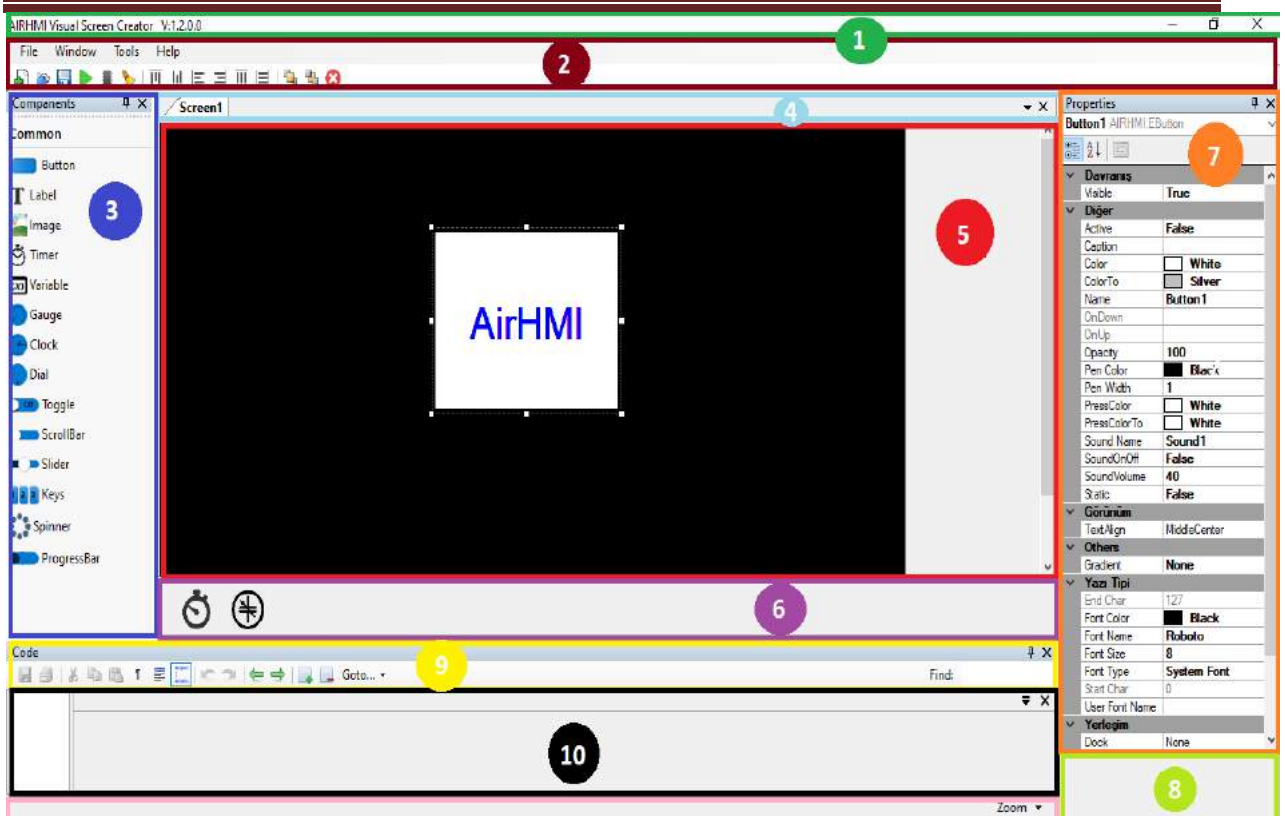 AIRHMI Visual Screen Creator V:1.2.0.0
1
File Window Tools Help
2
Companents
Common
Button
Label
Image
Timer
Variable
Gauge
Clock
Dial
Toggle
ScrollBar
Slider
Keys
Spinner
ProgressBar
3
Screen1
4
AirHMI
5
6
Properties
Button1 AIRHMI.EButton
7
Davranış
Visible True
Diğer
Active False
Caption
Color White
ColorTo Silver
Name Button1
OnDown
OnUp
Opacity 100
Pen Color Black
Pen Width 1
PressColor White
PressColorTo White
Sound Name Sound1
SoundOnOff False
SoundVolume 40
Static False
Görünüm
TextAlign MiddleCenter
Others
Gradient None
Yazı Tipi
End Char 127
Font Color Black
Font Name Roboto
Font Size 8
Font Type System Font
Start Char 0
User Font Name
Yerleşim
Dock None
8
Code
9
Goto...
Find:
10
Zoom